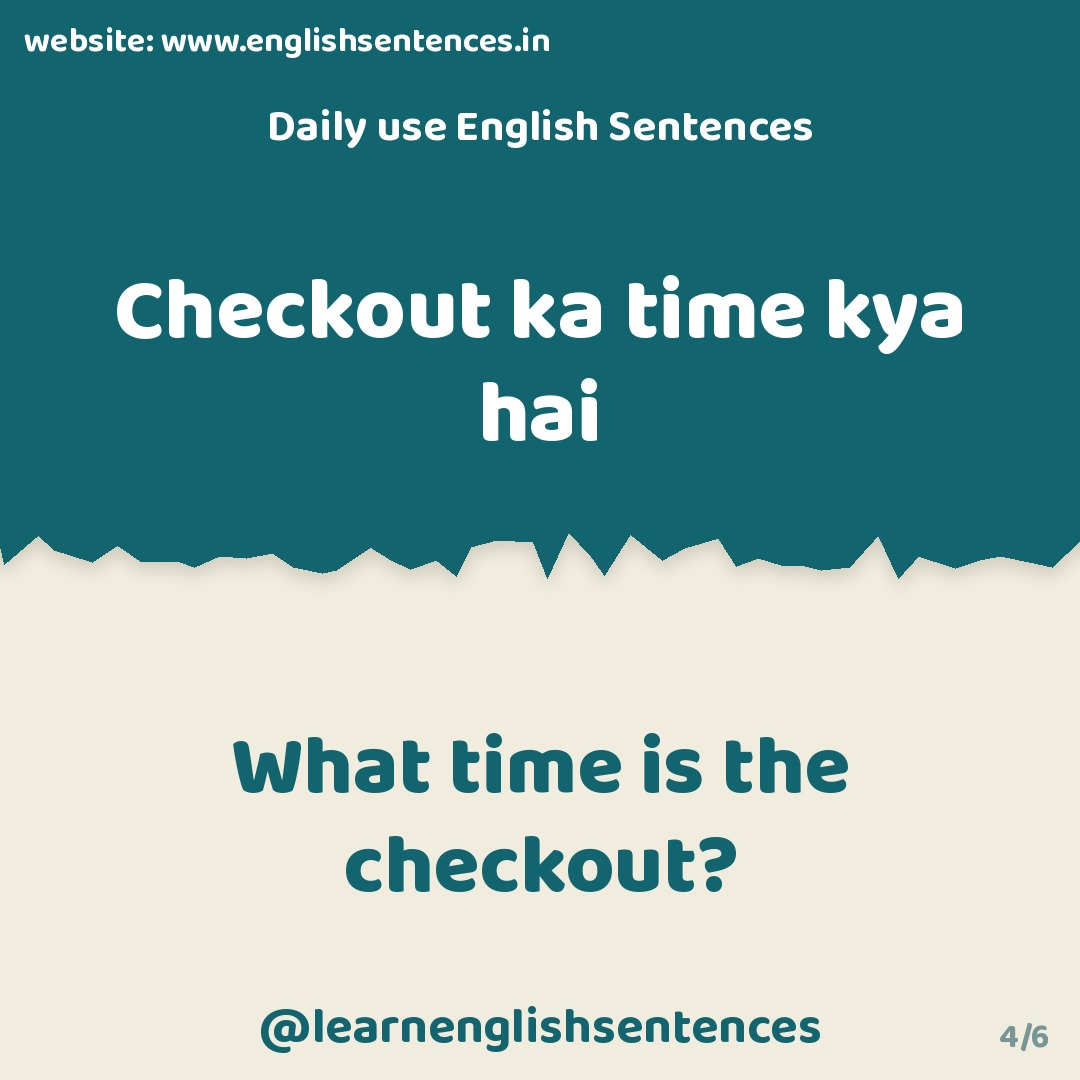 website: www.englishsentences.in
Daily use English Sentences
Checkout ka time kya
hai
What time is the
checkout?
@learnenglishsentences
4/6